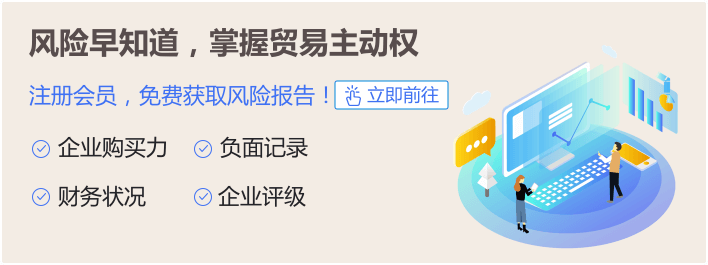 风险早知道，掌握贸易主动权
注册会员，免费获取风险报告！ 立即前往
企业购买力 负面记录
财务状况 企业评级